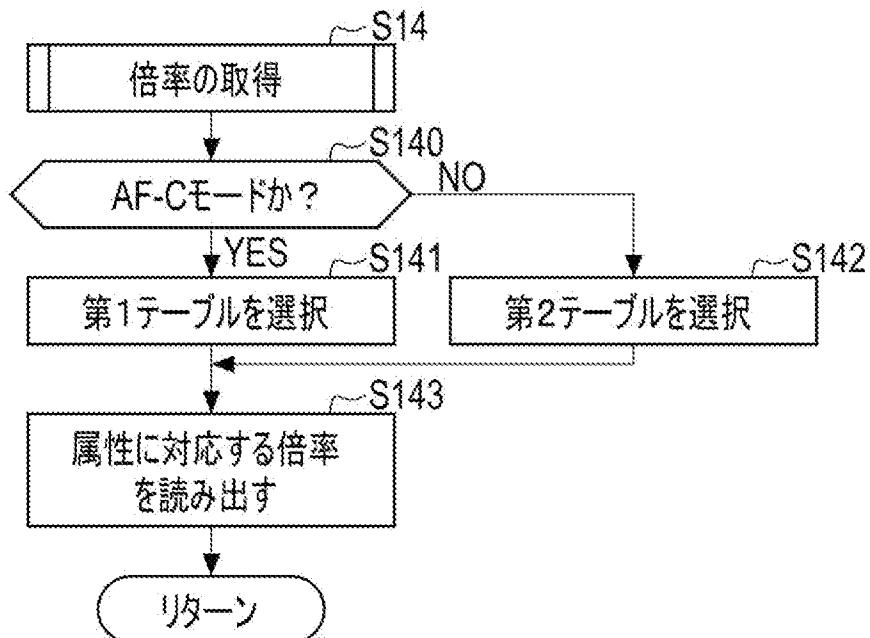 S14
倍率の取得
S140
AF-Cモードか?
NO
YES
S141
第1テーブルを選択
S142
第2テーブルを選択
S143
属性に対応する倍率
を読み出す
リターン